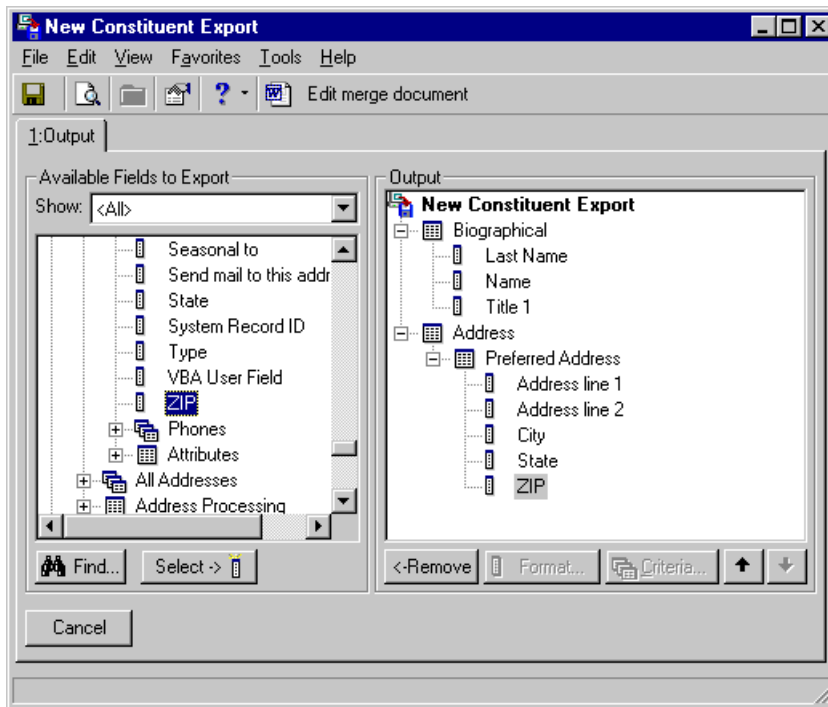 New Constituent Export
File Edit View Favorites Tools Help
? Edit merge document
1:Output
Available Fields to Export
Show: <All>
Seasonal to
Send mail to this addr
State
System Record ID
Type
VBA User Field
ZIP
Phones
Attributes
All Addresses
Address Processing
Find...
Select ->
Output
New Constituent Export
Biographical
Last Name
Name
Title 1
Address
Preferred Address
Address line 1
Address line 2
City
State
ZIP
<-Remove
Format...
Criteria...
Cancel